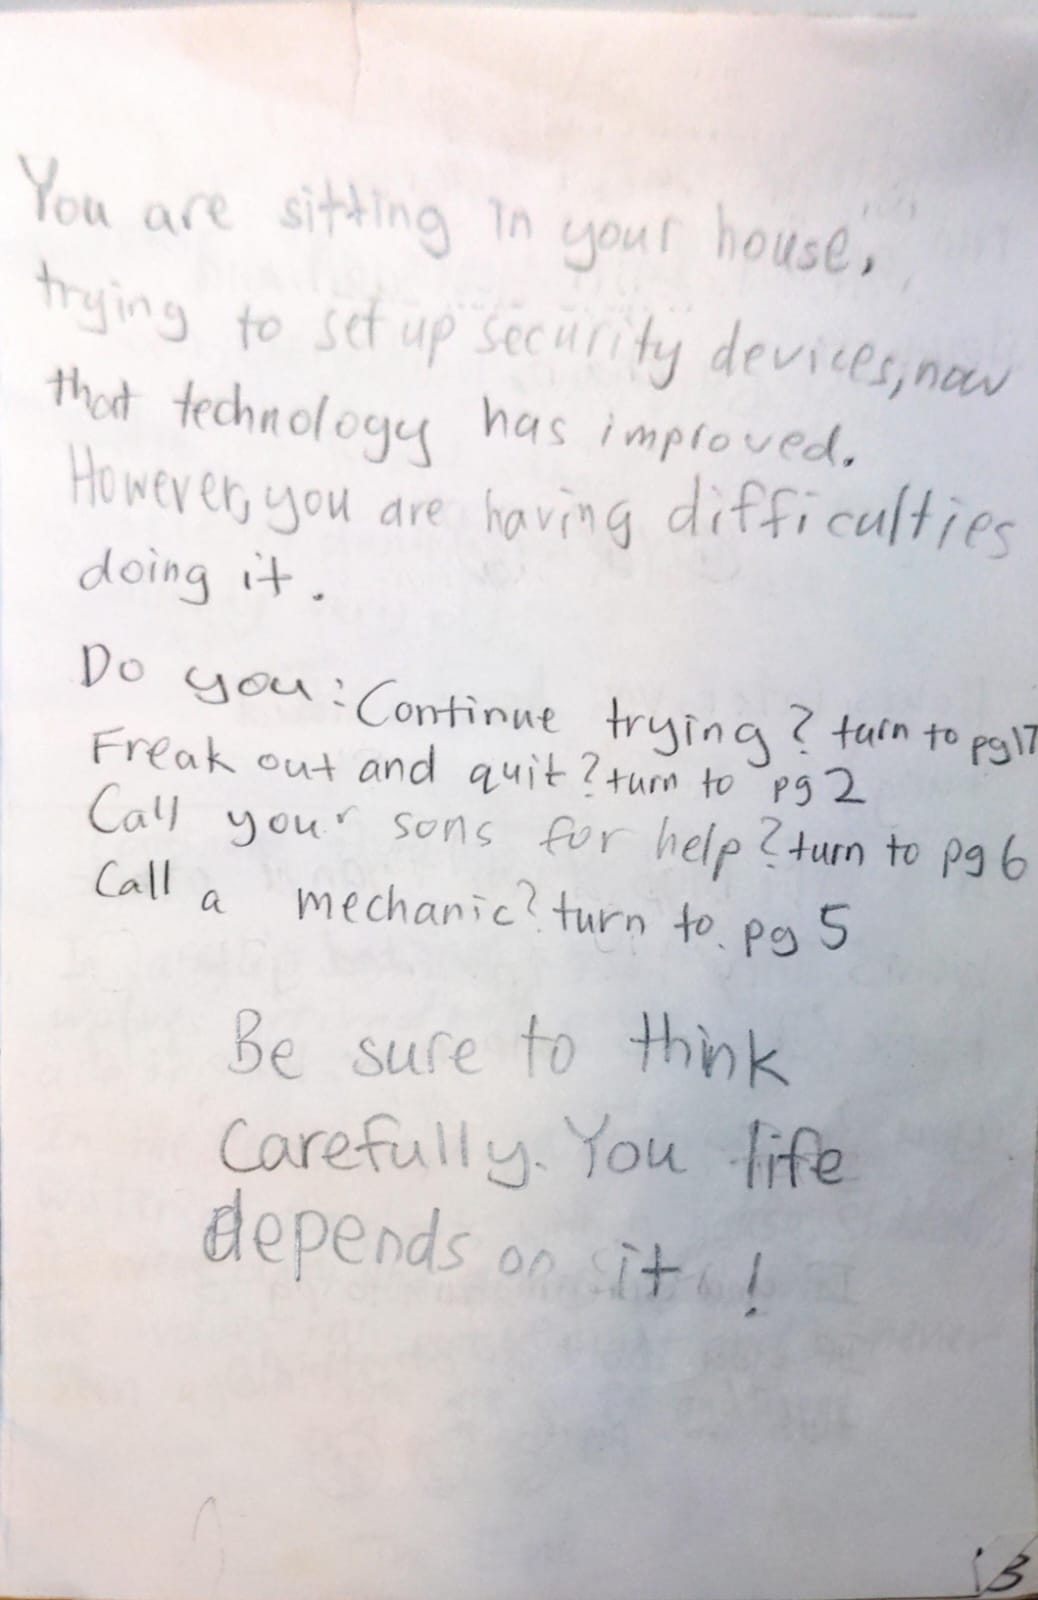 You are sitting in your house,
trying to set up security devices, now
that technology has improved.
However, you are having difficulties
doing it.
Do you: Continue trying? turn to pg 17
Freak out and quit? turn to pg 2
Call your sons for help? turn to pg 6
Call a mechanic? turn to pg 5
Be sure to think
Carefully. You life
depends on it!
3